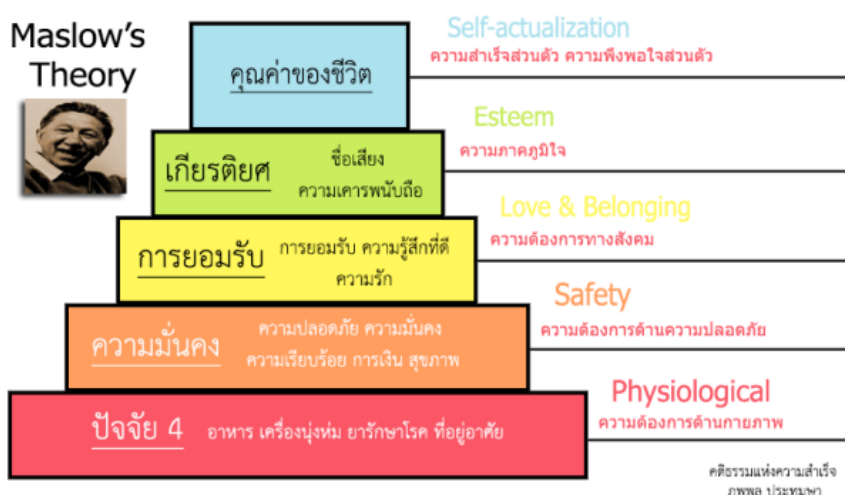 Maslow's
Theory
Self-actualization
ความสำเร็จส่วนตัว ความพึงพอใจส่วนตัว
คุณค่าของชีวิต
Esteem
ความภาคภูมิใจ
เกียรติยศ
ชื่อเสียง
ความเคารพนับถือ
Love & Belonging
ความต้องการทางสังคม
การยอมรับ
การยอมรับ ความรู้สึกที่ดี
ความรัก
Safety
ความต้องการด้านความปลอดภัย
ความมั่นคง
ความปลอดภัย ความมั่นคง
ความเรียบร้อย การเงิน สุขภาพ
Physiological
ความต้องการด้านกายภาพ
ปัจจัย 4
อาหาร เครื่องนุ่งห่ม ยารักษาโรค ที่อยู่อาศัย
คติธรรมแห่งความสำเร็จ
ภพพล ประทุมษา